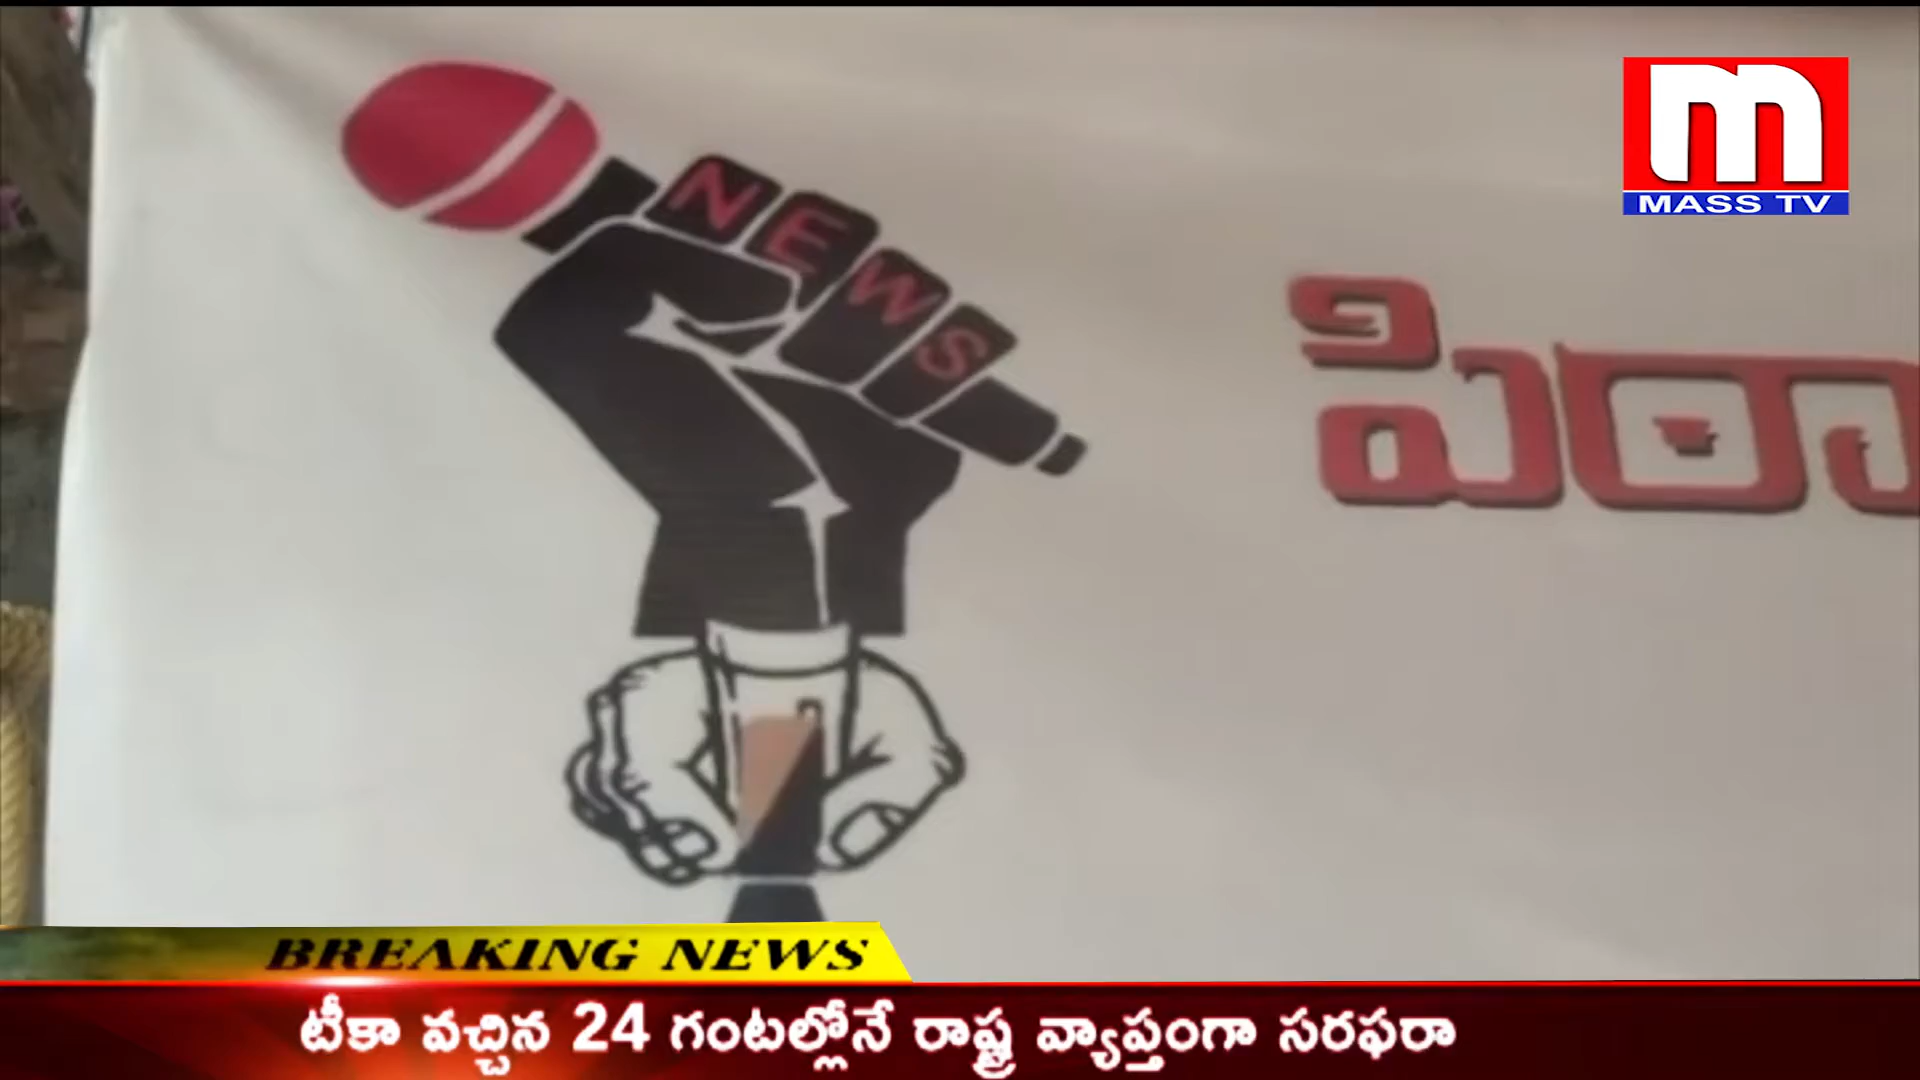 M
MASS TV
NEWS
పిఠా
BREAKING NEWS
టీకా వచ్చిన 24 గంటల్లోనే రాష్ట్ర వ్యాప్తంగా సరఫరా